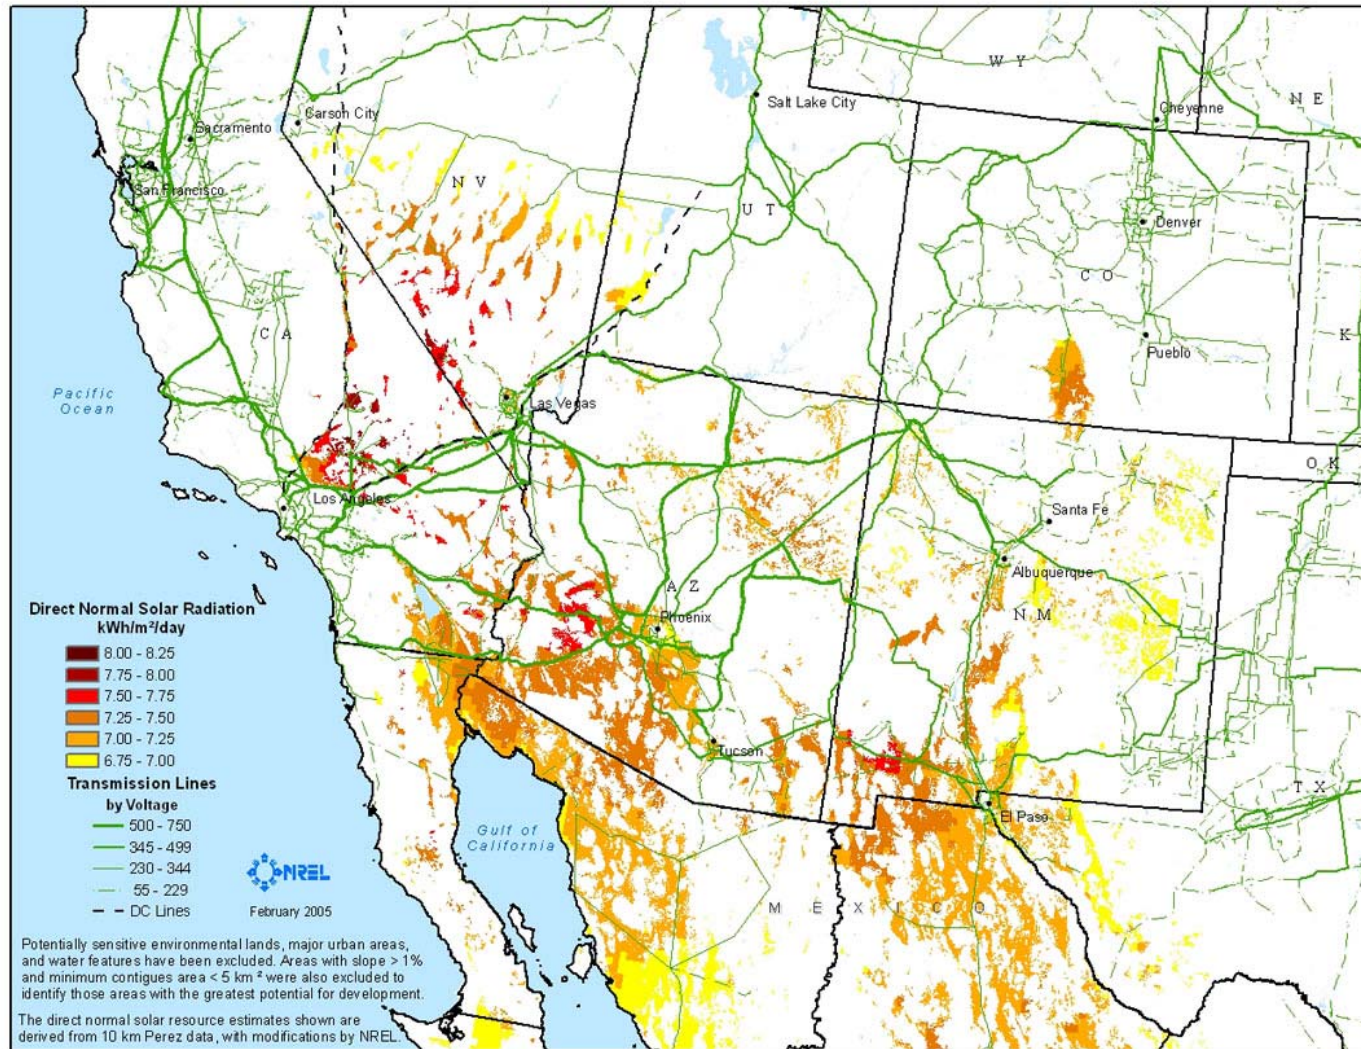 W Y
N E
Salt Lake City
Cheyenne
Carson City
Sacramento
San Francisco
N V
U T
Denver
C O
C A
Pueblo
K
Pacific
Ocean
Las Vegas
O K
Los Angeles
Santa Fe
Albuquerque
A Z
Phoenix
N M
Tucson
T X
El Paso
Gulf of
California
M E X I C O
Direct Normal Solar Radiation
kWh/m²/day
8.00 - 8.25
7.75 - 8.00
7.50 - 7.75
7.25 - 7.50
7.00 - 7.25
6.75 - 7.00
Transmission Lines
by Voltage
500 - 750
345 - 499
230 - 344
55 - 229
DC Lines
NREL
February 2005
Potentially sensitive environmental lands, major urban areas,
and water features have been excluded. Areas with slope > 1%
and minimum contigues area < 5 km² were also excluded to
identify those areas with the greatest potential for development.
The direct normal solar resource estimates shown are
derived from 10 km Perez data, with modifications by NREL.